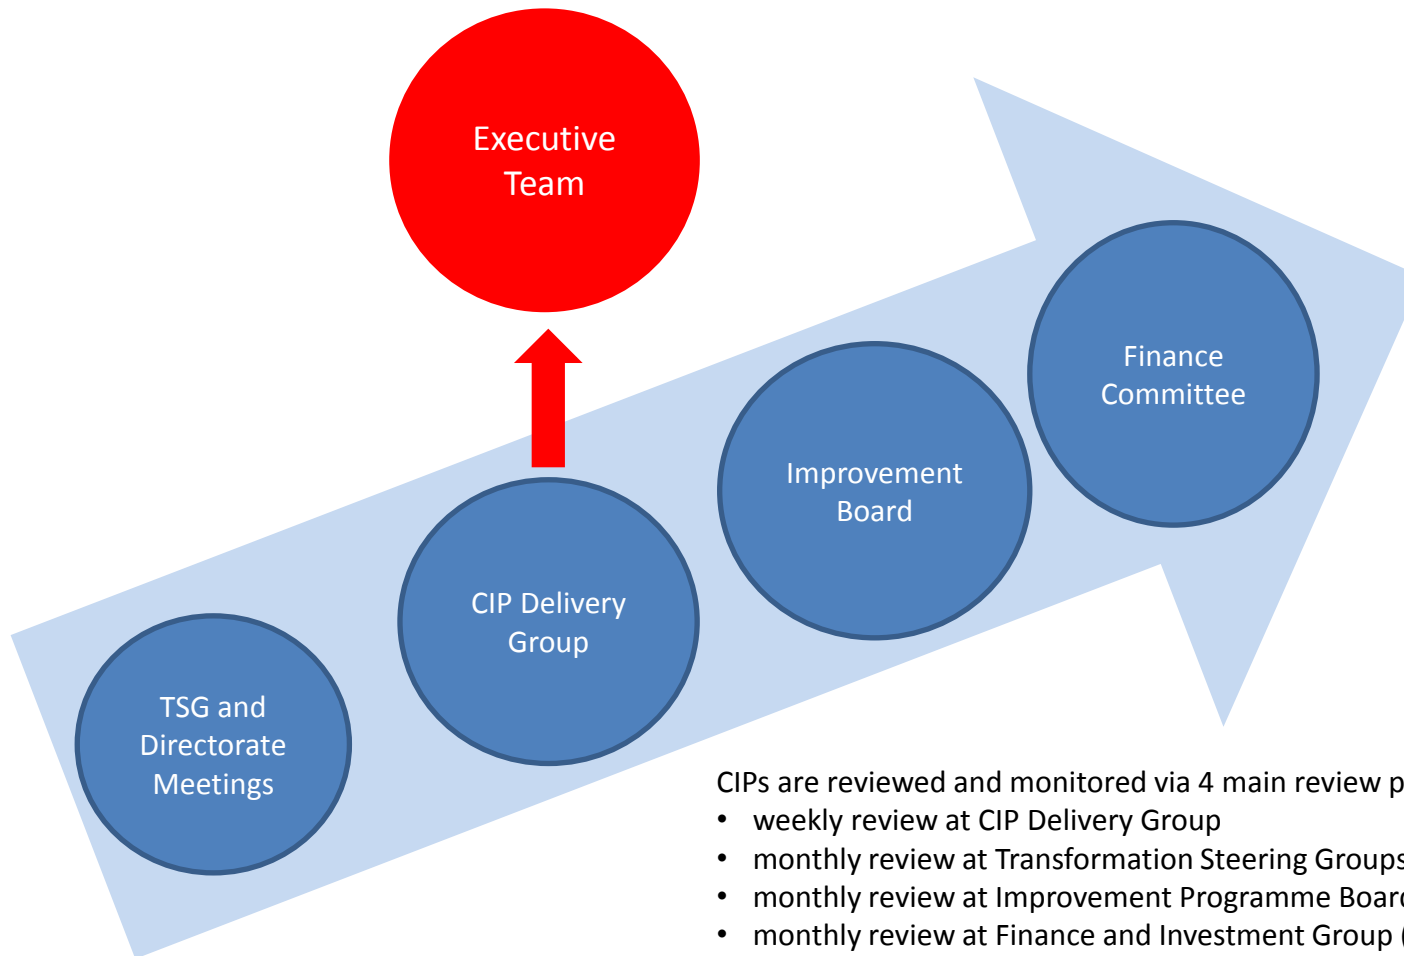 Executive
Team
Finance
Committee
Improvement
Board
CIP Delivery
Group
TSG and
Directorate
Meetings
CIPs are reviewed and monitored via 4 main review p
• weekly review at CIP Delivery Group
• monthly review at Transformation Steering Groups
• monthly review at Improvement Programme Board
• monthly review at Finance and Investment Group (